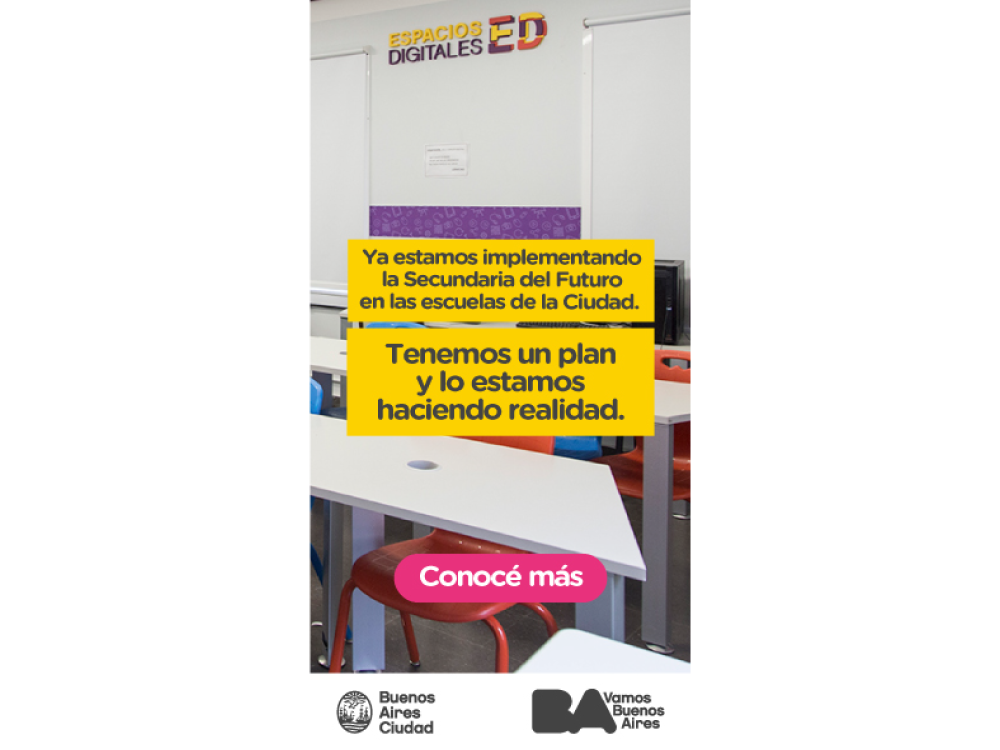 ESPACIOS
DIGITALES ED
Ya estamos implementando
la Secundaria del Futuro
en las escuelas de la Ciudad.
Tenemos un plan
y lo estamos
haciendo realidad.
Conocé más
Buenos
Aires
Ciudad
BA Vamos
Buenos
Aires